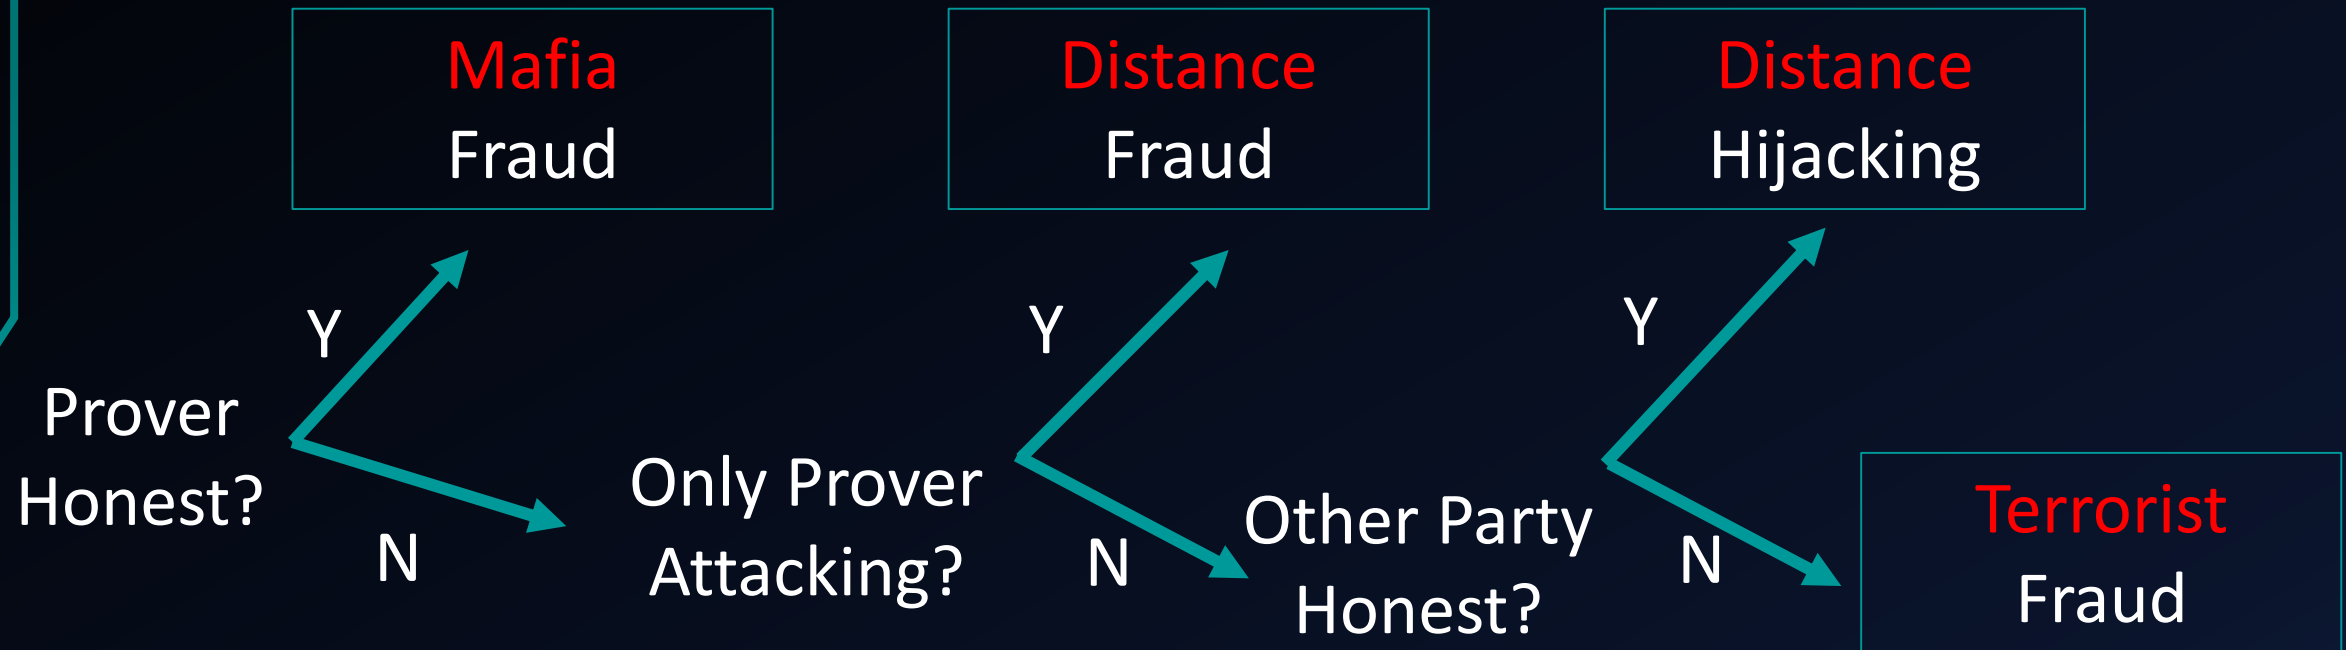 Mafia
Fraud
Distance
Fraud
Distance
Hijacking
Y
Y
Y
Prover
Honest?
N
Only Prover
Attacking?
N
Other Party
Honest?
N
Terrorist
Fraud